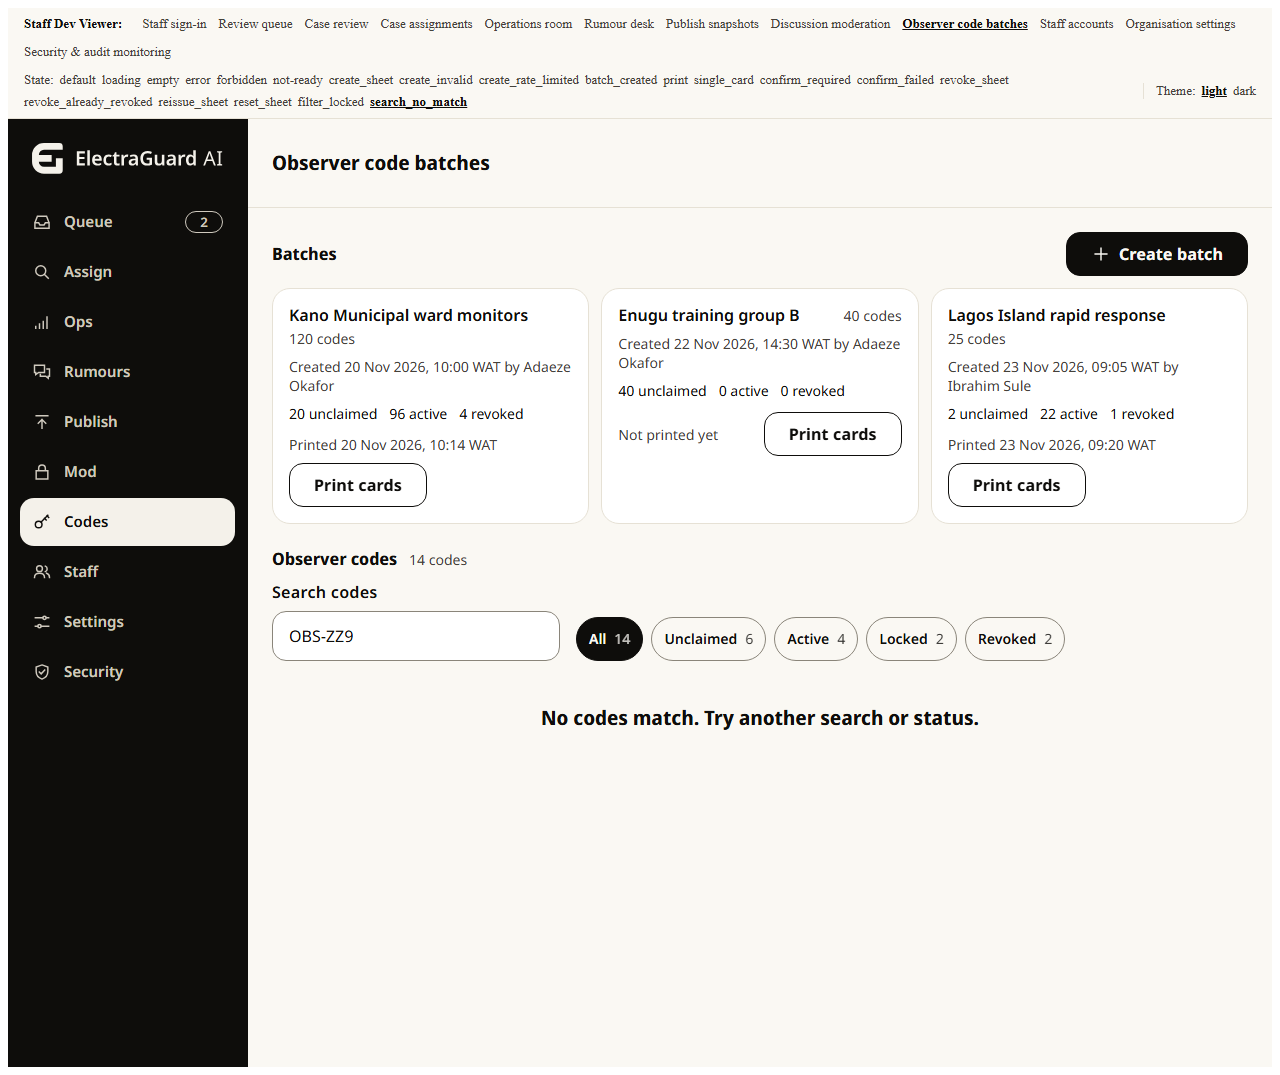 Staff Dev Viewer: Staff sign-in Review queue Case review Case assignments Operations room Rumour desk Publish snapshots Discussion moderation Observer code batches Staff accounts Organisation settings
Security & audit monitoring
State: default loading empty error forbidden not-ready create_sheet create_invalid create_rate_limited batch_created print single_card confirm_required confirm_failed revoke_sheet
revoke_already_revoked reissue_sheet reset_sheet filter_locked search_no_match
Theme: light dark
ElectraGuard AI
Queue 2
Assign
Ops
Rumours
Publish
Mod
Codes
Staff
Settings
Security
Observer code batches
Batches
Create batch
Kano Municipal ward monitors
120 codes
Created 20 Nov 2026, 10:00 WAT by Adaeze
Okafor
20 unclaimed 96 active 4 revoked
Printed 20 Nov 2026, 10:14 WAT
Print cards
Enugu training group B 40 codes
Created 22 Nov 2026, 14:30 WAT by Adaeze
Okafor
40 unclaimed 0 active 0 revoked
Not printed yet Print cards
Lagos Island rapid response
25 codes
Created 23 Nov 2026, 09:05 WAT by
Ibrahim Sule
2 unclaimed 22 active 1 revoked
Printed 23 Nov 2026, 09:20 WAT
Print cards
Observer codes 14 codes
Search codes
OBS-ZZ9
All 14 Unclaimed 6 Active 4 Locked 2 Revoked 2
No codes match. Try another search or status.